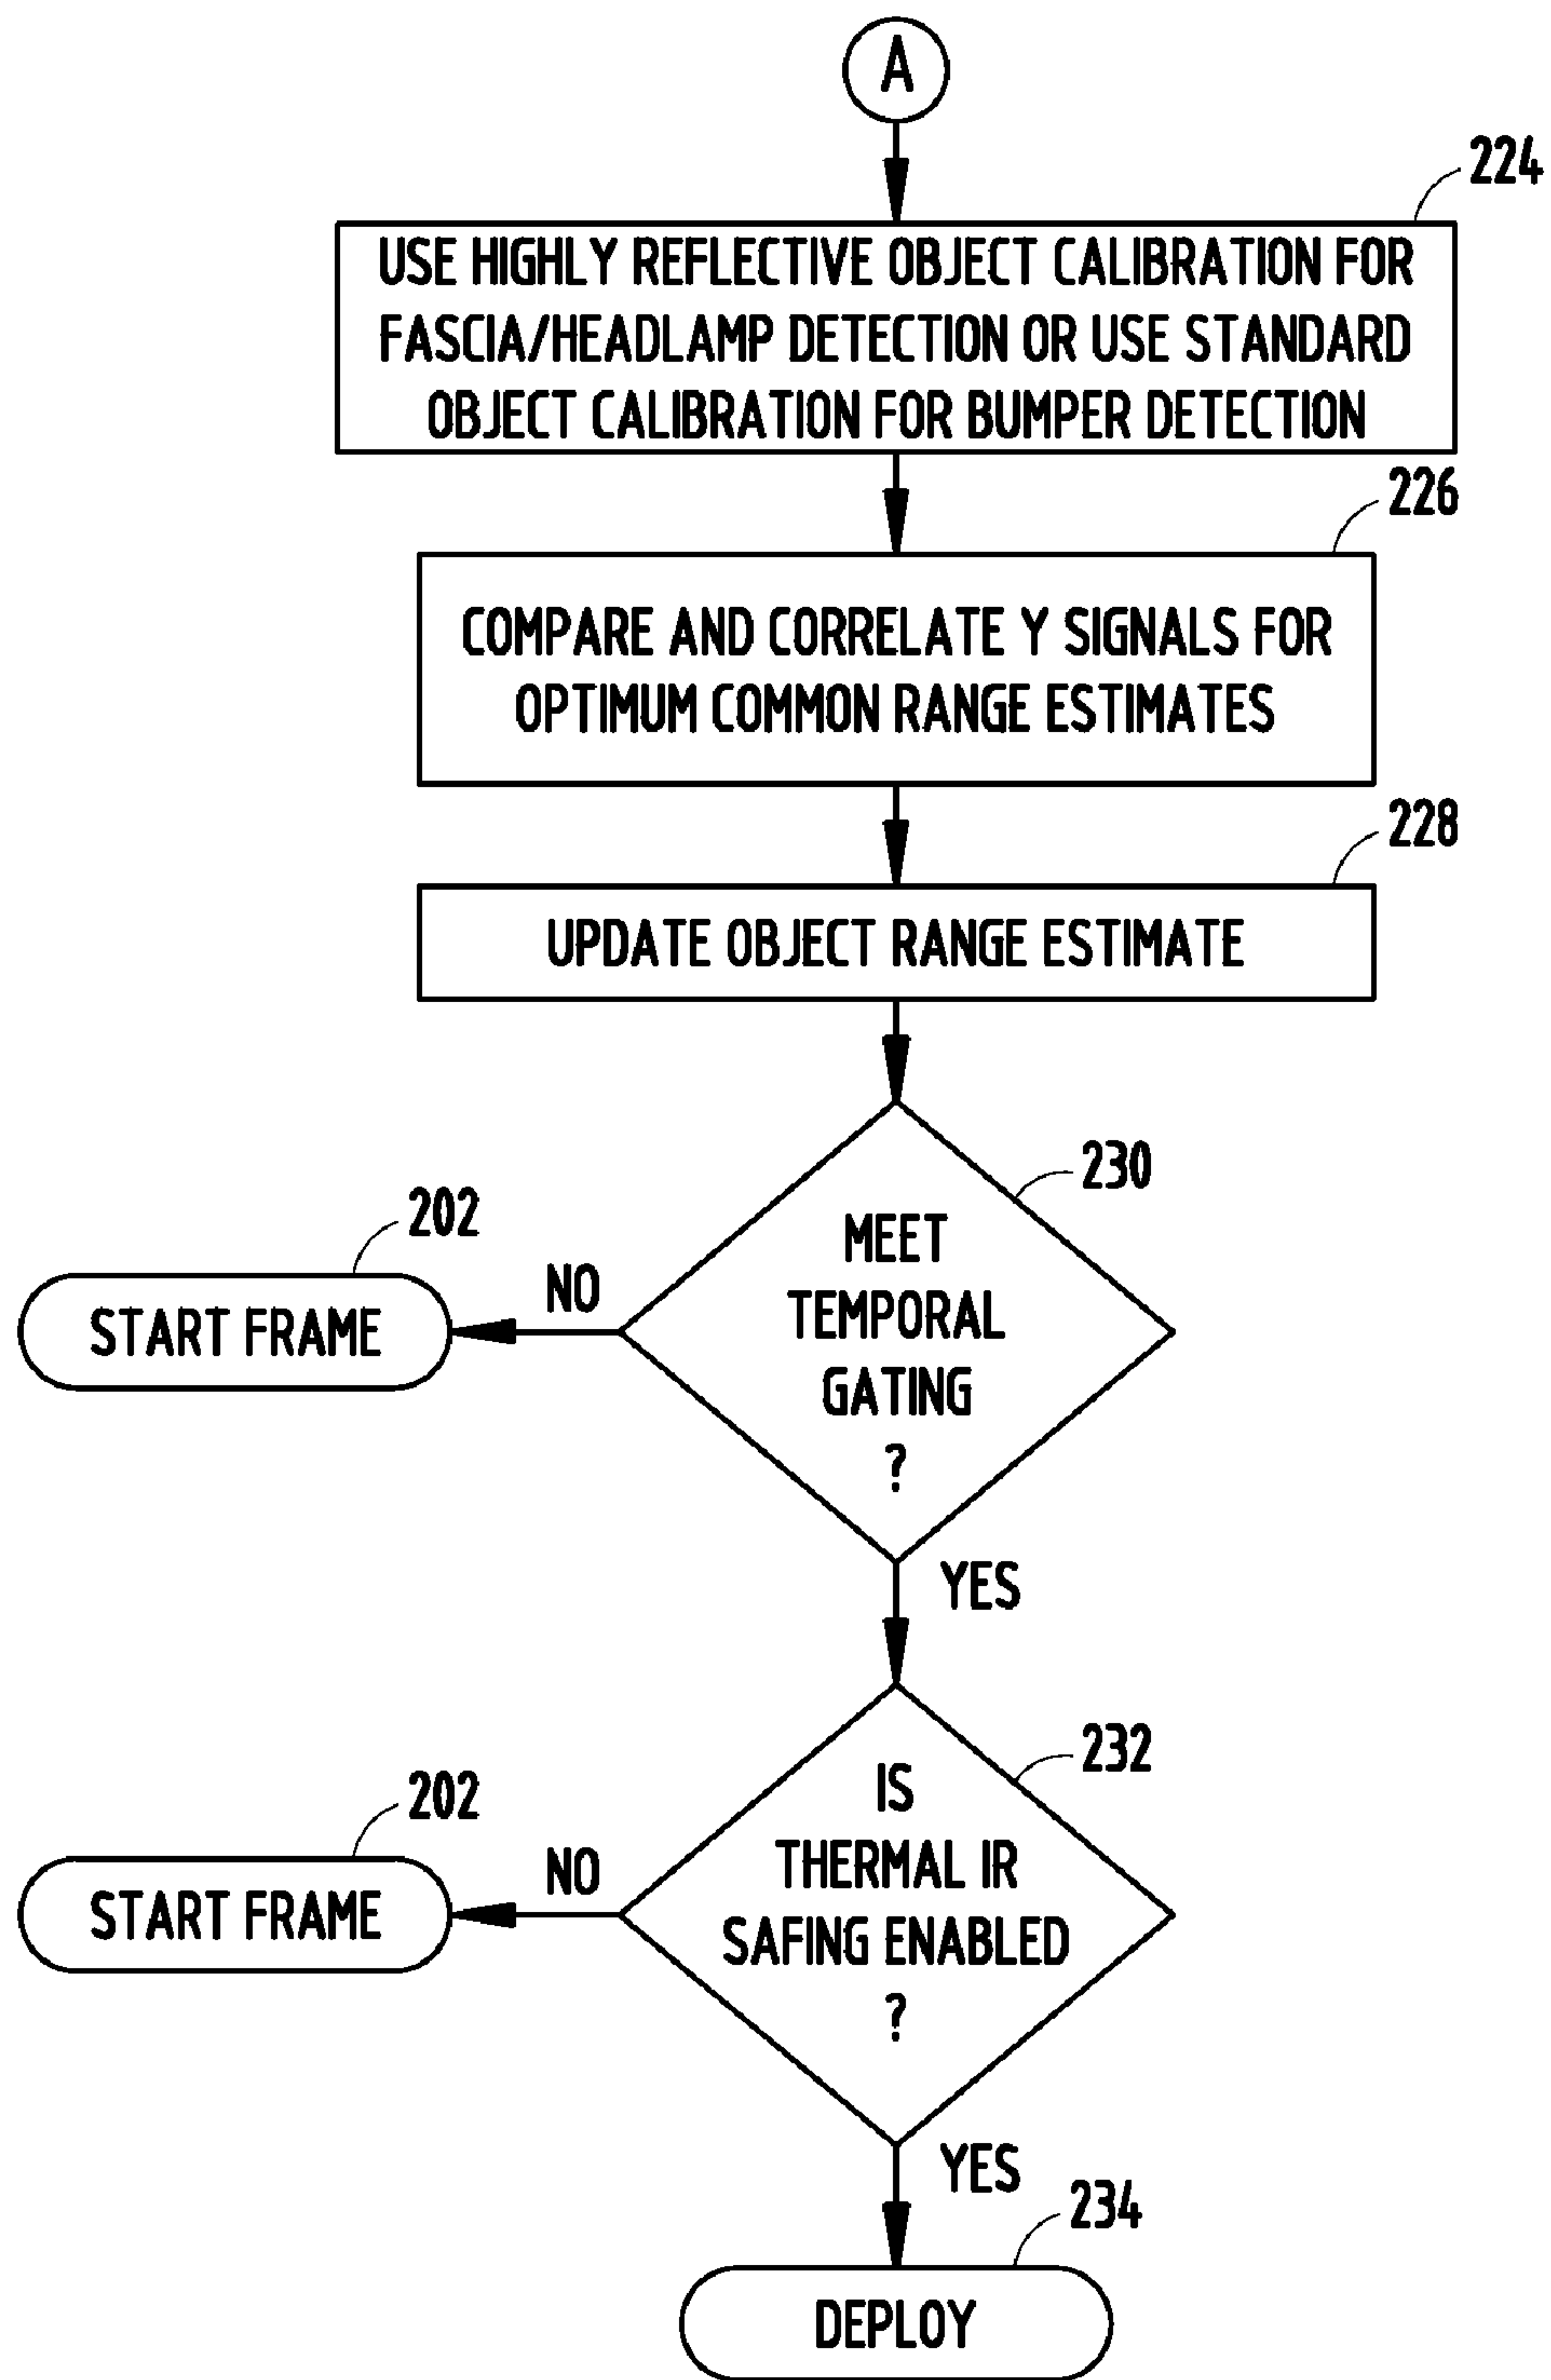 A
224
USE HIGHLY REFLECTIVE OBJECT CALIBRATION FOR
FASCIA/HEADLAMP DETECTION OR USE STANDARD
OBJECT CALIBRATION FOR BUMPER DETECTION
226
COMPARE AND CORRELATE Y SIGNALS FOR
OPTIMUM COMMON RANGE ESTIMATES
228
UPDATE OBJECT RANGE ESTIMATE
230
MEET
TEMPORAL
GATING
?
202
NO
START FRAME
YES
232
IS
THERMAL IR
SAFING ENABLED
?
202
NO
START FRAME
YES
234
DEPLOY